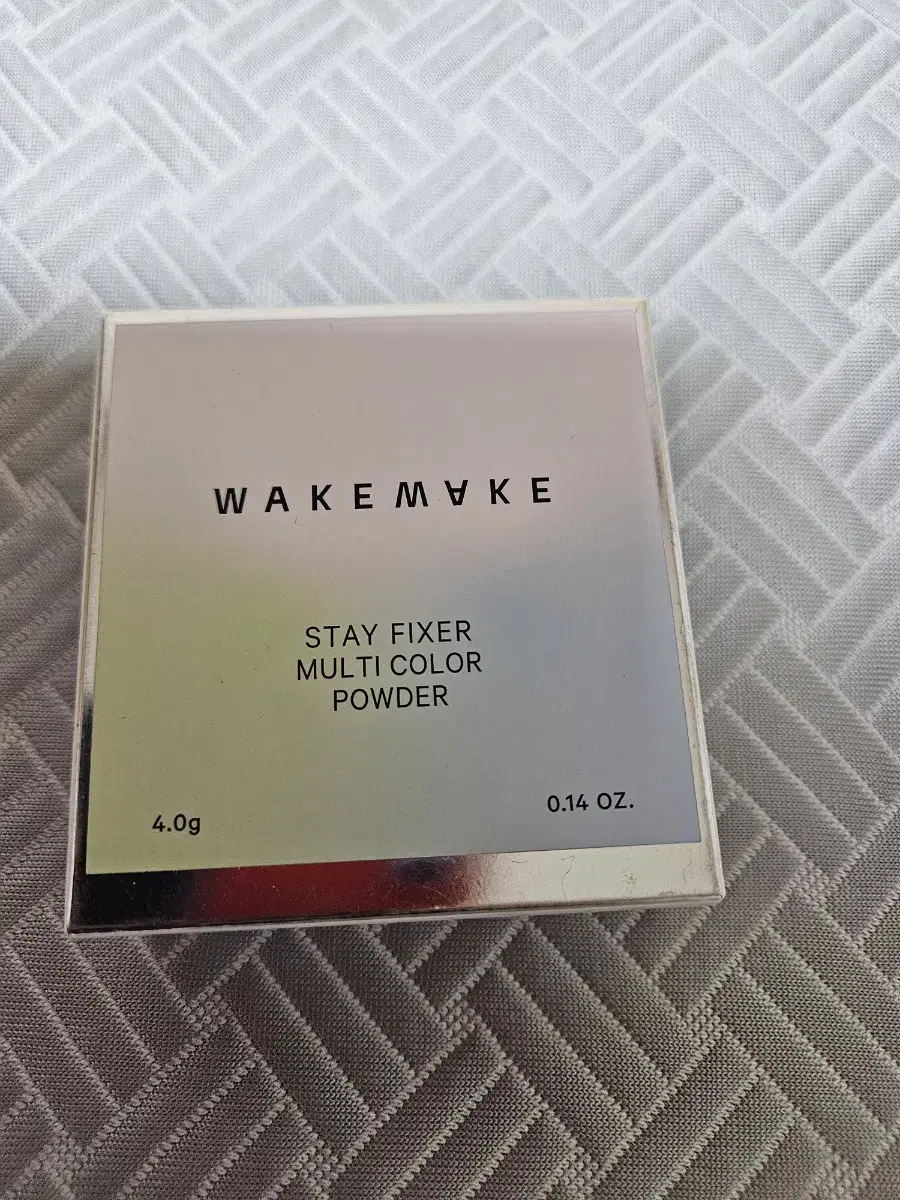 WAKEMAKE
STAY FIXER
MULTI COLOR
POWDER
4.0g
0.14 OZ.